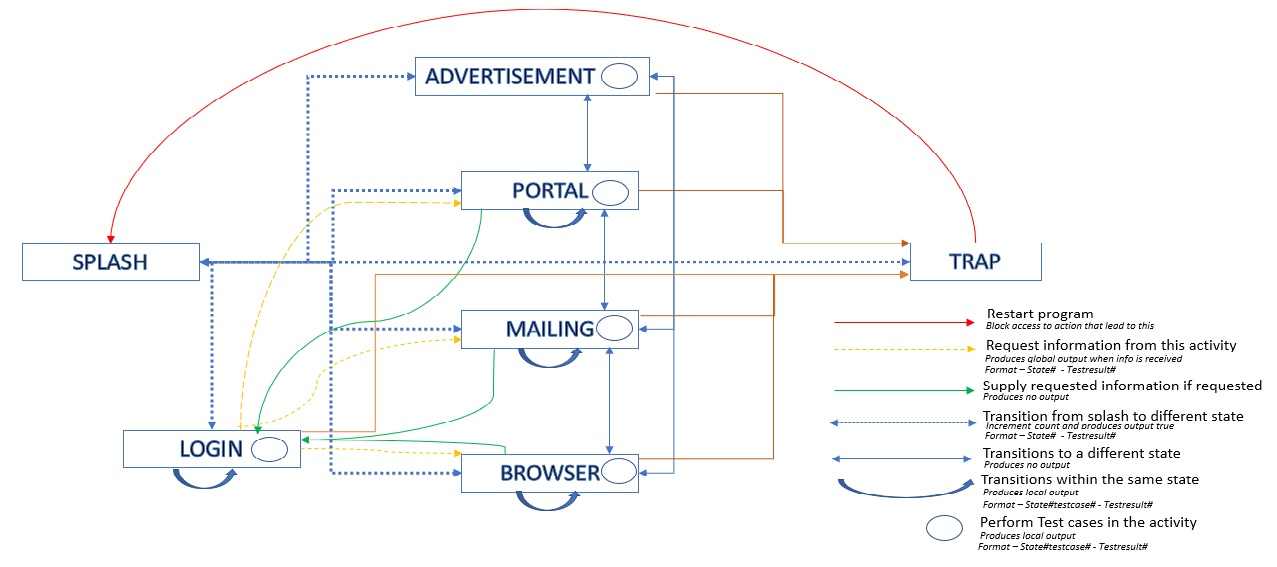 ADVERTISEMENT
PORTAL
SPLASH
TRAP
MAILING
LOGIN
BROWSER
Restart program
Block access to action that lead to this
Request information from this activity
Produces global output when info is received
Format – State# - Testresult#
Supply requested information if requested
Produces no output
Transition from splash to different state
Increment count and produces output true
Format – State# - Testresult#
Transitions to a different state
Produces no output
Transitions within the same state
Produces local output
Format – State#testcase# - Testresult#
Perform Test cases in the activity
Produces local output
Format – State#testcase# - Testresult#